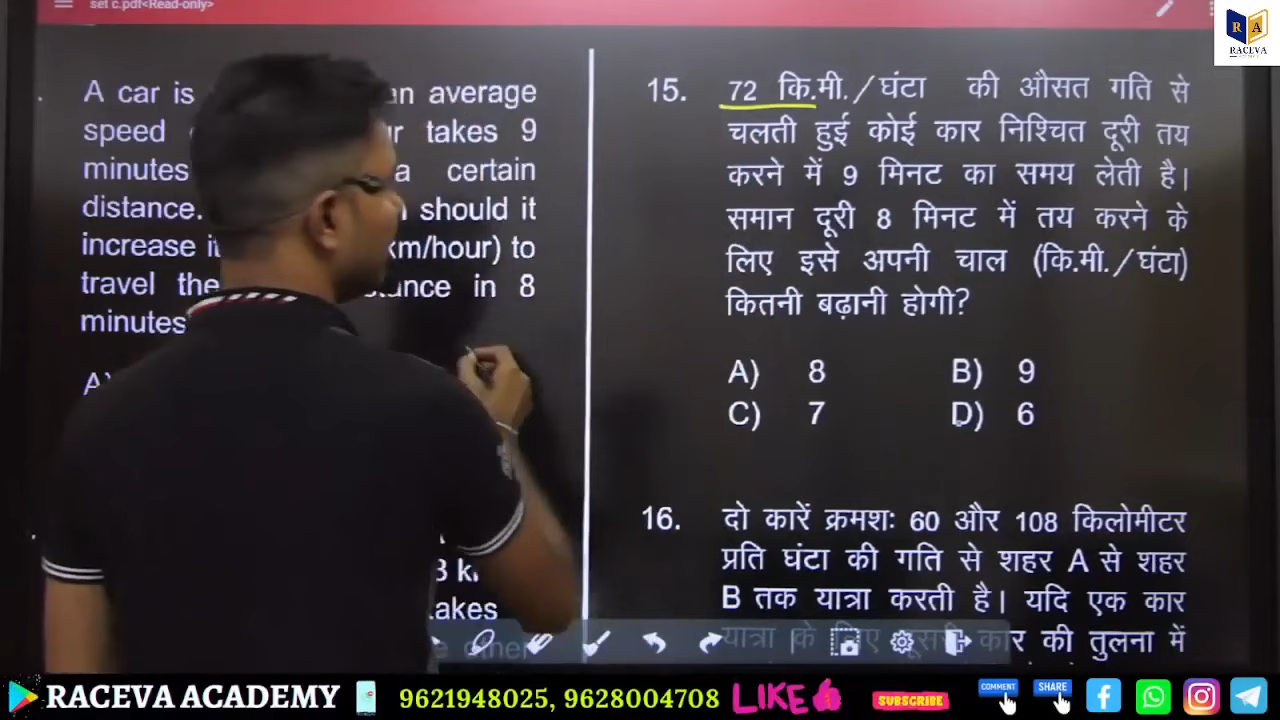 set c.pdf<Read-only>
R A
RACEVA
A car is an average
speed takes 9
minutes a certain
distance. should it
increase km/hour) to
travel the in 8
minutes
A)
takes
15. 72 कि.मी./घंटा की औसत गति से
चलती हुई कोई कार निश्चित दूरी तय
करने में 9 मिनट का समय लेती है।
समान दूरी 8 मिनट में तय करने के
लिए इसे अपनी चाल (कि.मी./घंटा)
कितनी बढ़ानी होगी?
A) 8 B) 9
C) 7 D) 6
16. दो कारें क्रमशः 60 और 108 किलोमीटर
प्रति घंटा की गति से शहर A से शहर
B तक यात्रा करती है। यदि एक कार
यात्रा के लिए दूसरी कार की तुलना में
RACEVA ACADEMY 9621948025, 9628004708 LIKE SUBSCRIBE COMMENT SHARE